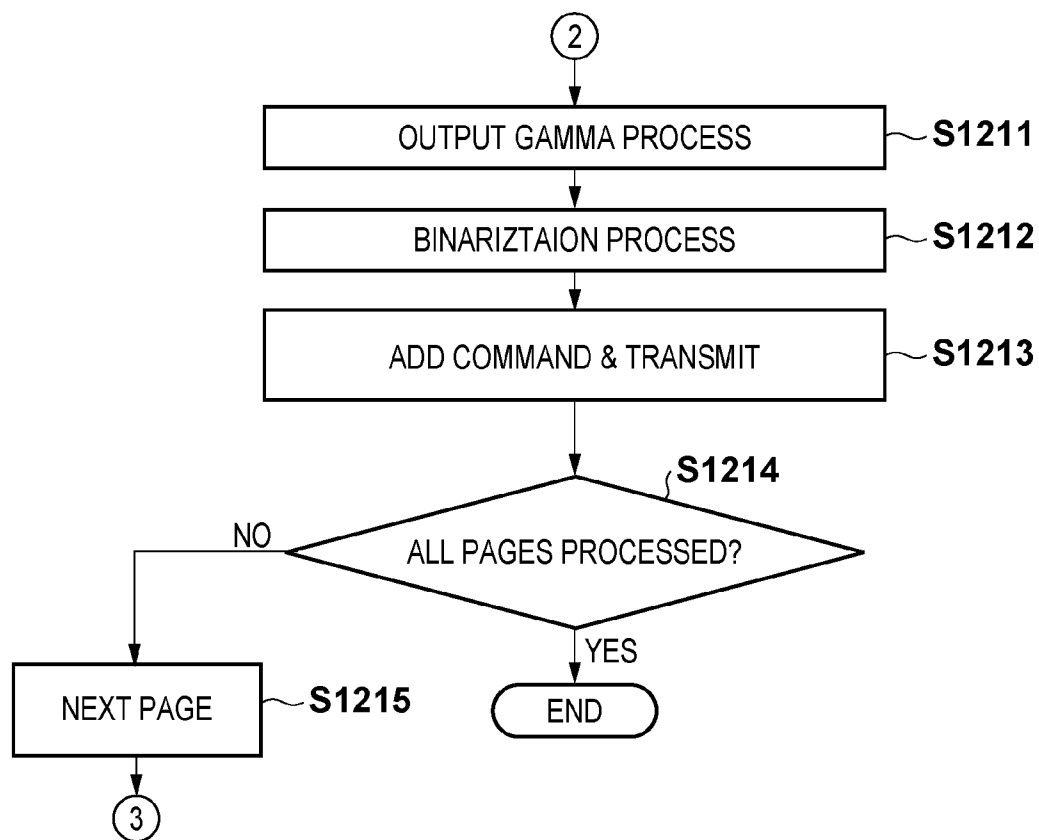 2
OUTPUT GAMMA PROCESS
S1211
BINARIZTAION PROCESS
S1212
ADD COMMAND & TRANSMIT
S1213
S1214
ALL PAGES PROCESSED?
NO
YES
NEXT PAGE
S1215
END
3